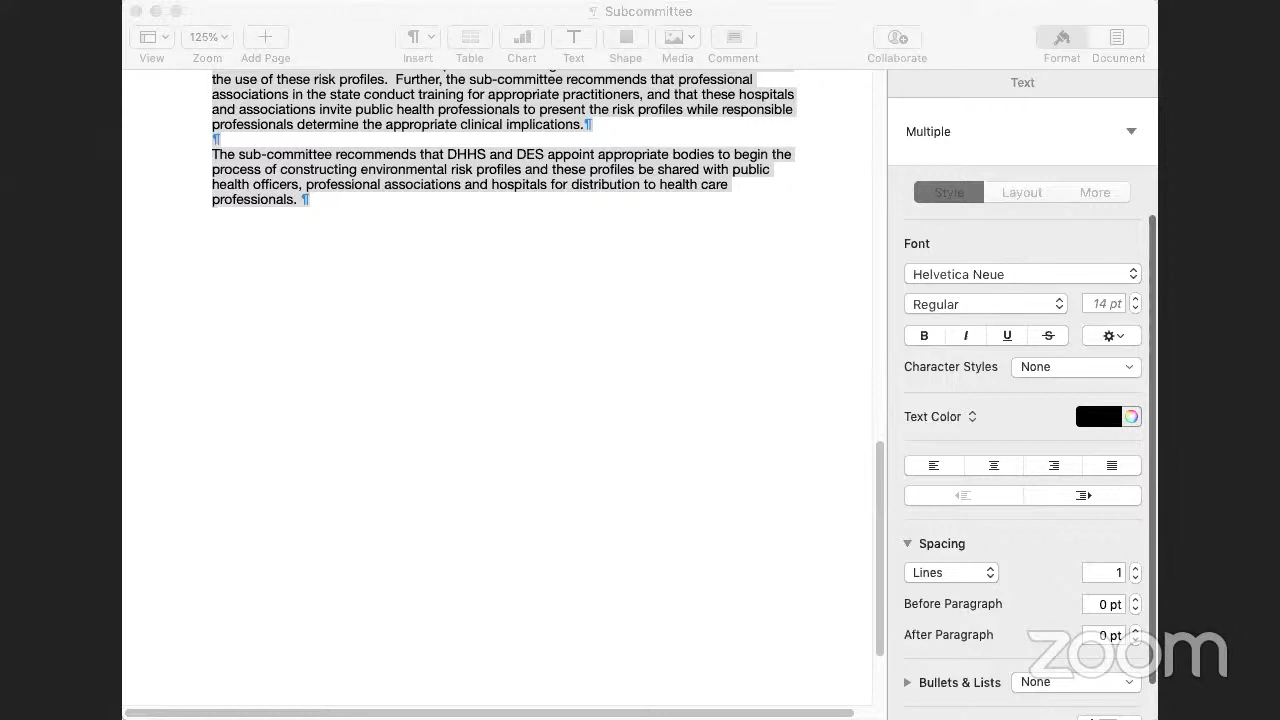 Subcommittee
125%
View
Zoom
Add Page
Insert
Table
Chart
Text
Shape
Media
Comment
Collaborate
Format
Document
the use of these risk profiles.  Further, the sub-committee recommends that professional
associations in the state conduct training for appropriate practitioners, and that these hospitals
and associations invite public health professionals to present the risk profiles while responsible
professionals determine the appropriate clinical implications.¶
¶
The sub-committee recommends that DHHS and DES appoint appropriate bodies to begin the
process of constructing environmental risk profiles and these profiles be shared with public
health officers, professional associations and hospitals for distribution to health care
professionals. ¶
Text
Multiple
Style Layout More
Font
Helvetica Neue
Regular 14 pt
B I U S
Character Styles None
Text Color
Spacing
Lines 1
Before Paragraph 0 pt
After Paragraph 0 pt
Bullets & Lists None
zoom